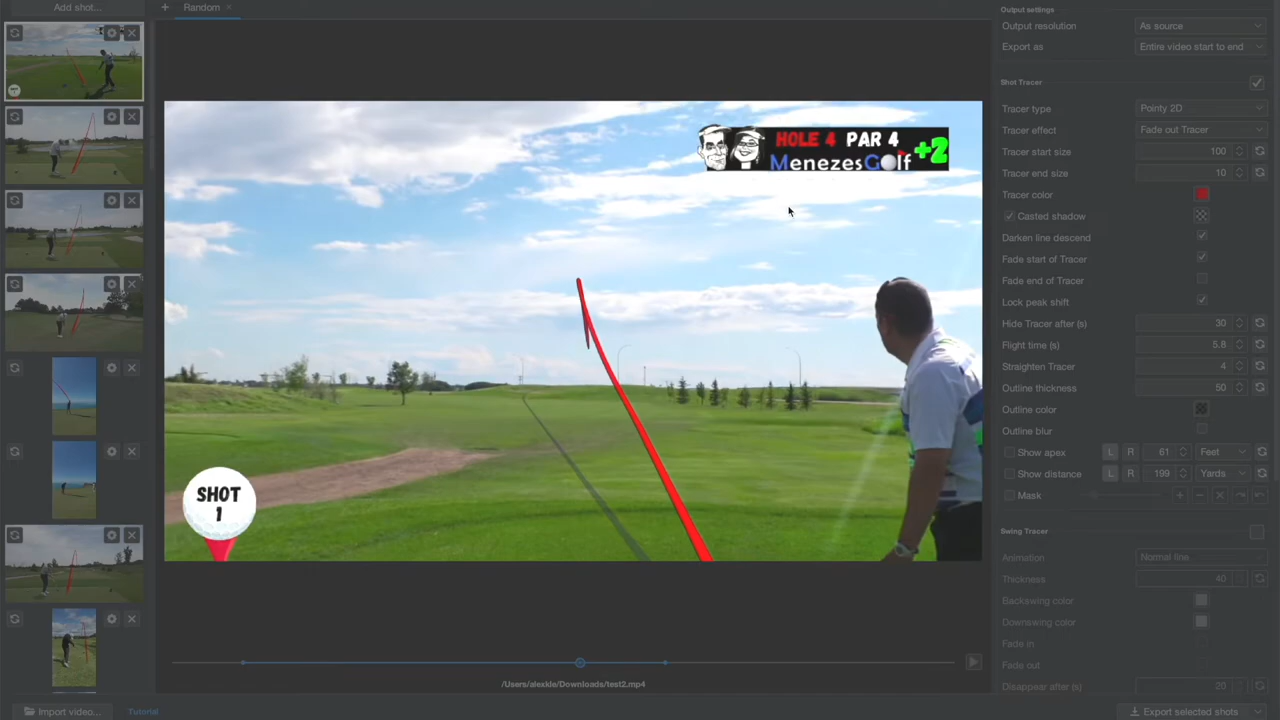 Add shot...
Random
HOLE 4 PAR 4
MenezesGolf +2
SHOT
1
/Users/alexkle/Downloads/test2.mp4
Import video...
Tutorial
Output settings
Output resolution As source
Export as Entire video start to end
Shot Tracer
Tracer type Pointy 2D
Tracer effect Fade out Tracer
Tracer start size 100
Tracer end size 10
Tracer color
Casted shadow
Darken line descend
Fade start of Tracer
Fade end of Tracer
Lock peak shift
Hide Tracer after (s) 30
Flight time (s) 5.8
Straighten Tracer 4
Outline thickness 50
Outline color
Outline blur
Show apex L R 61 Feet
Show distance L R 199 Yards
Mask
Swing Tracer
Animation Normal line
Thickness 40
Backswing color
Downswing color
Fade in
Fade out
Disappear after (s) 20
Export selected shots